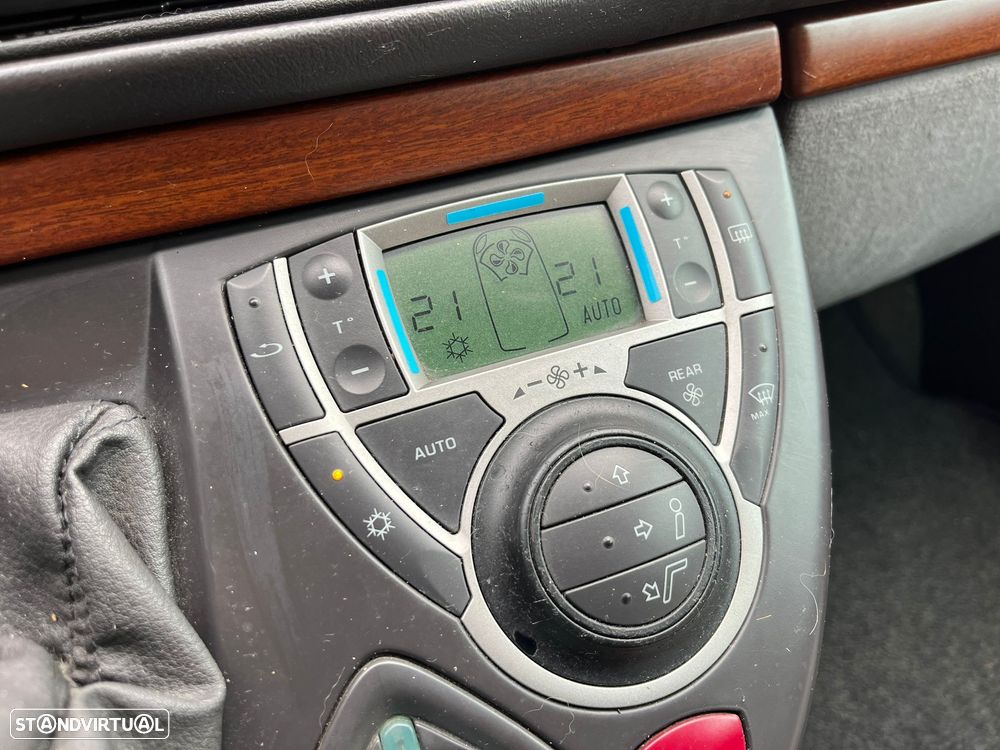 + T° −
21 21
AUTO
+ T° −
− +
AUTO
REAR
MAX
STANDVIRTUAL